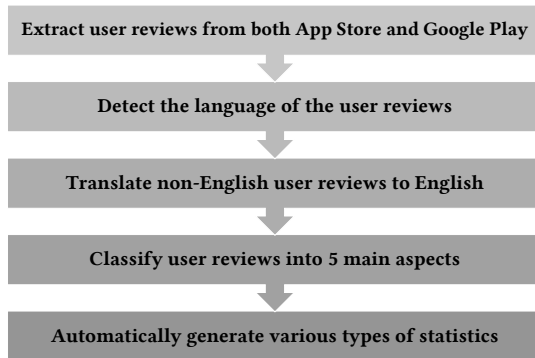 Extract user reviews from both App Store and Google Play
Detect the language of the user reviews
Translate non-English user reviews to English
Classify user reviews into 5 main aspects
Automatically generate various types of statistics